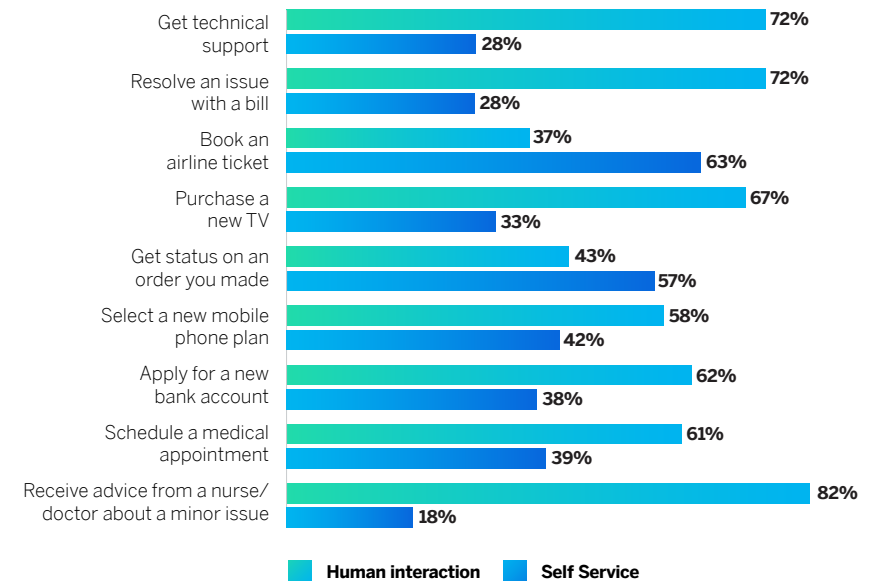 Get technical
support
72%
28%
Resolve an issue
with a bill
72%
28%
Book an
airline ticket
37%
63%
Purchase a
new TV
67%
33%
Get status on an
order you made
43%
57%
Select a new mobile
phone plan
58%
42%
Apply for a new
bank account
62%
38%
Schedule a medical
appointment
61%
39%
Receive advice from a nurse/
doctor about a minor issue
82%
18%
Human interaction Self Service